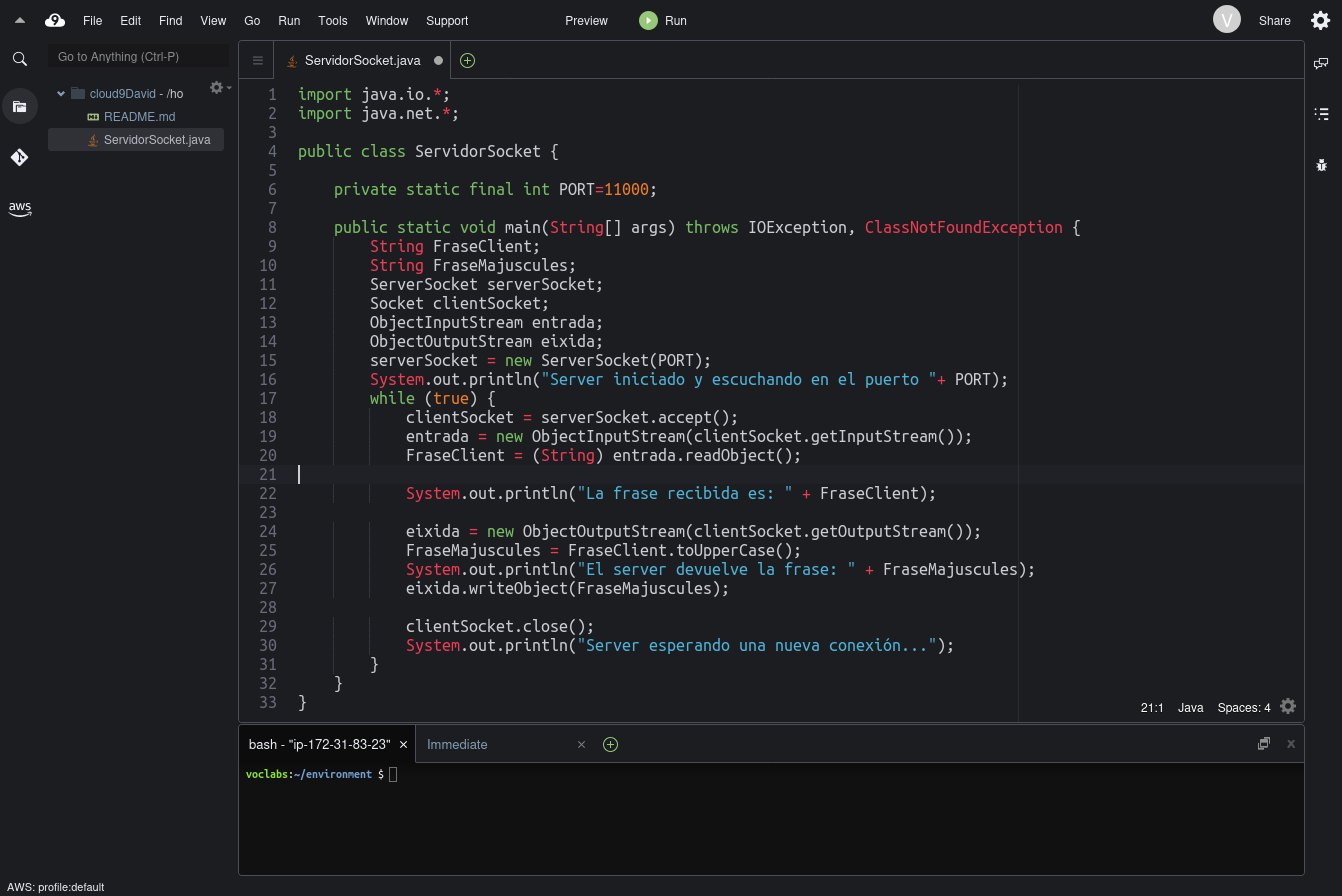 File Edit Find View Go Run Tools Window Support Preview Run V Share
Go to Anything (Ctrl-P)
cloud9David - /ho
README.md
ServidorSocket.java
aws
ServidorSocket.java
1 import java.io.*;
2 import java.net.*;
3
4 public class ServidorSocket {
5
6 private static final int PORT=11000;
7
8 public static void main(String[] args) throws IOException, ClassNotFoundException {
9 String FraseClient;
10 String FraseMajuscules;
11 ServerSocket serverSocket;
12 Socket clientSocket;
13 ObjectInputStream entrada;
14 ObjectOutputStream eixida;
15 serverSocket = new ServerSocket(PORT);
16 System.out.println("Server iniciado y escuchando en el puerto "+ PORT);
17 while (true) {
18 clientSocket = serverSocket.accept();
19 entrada = new ObjectInputStream(clientSocket.getInputStream());
20 FraseClient = (String) entrada.readObject();
21
22 System.out.println("La frase recibida es: " + FraseClient);
23
24 eixida = new ObjectOutputStream(clientSocket.getOutputStream());
25 FraseMajuscules = FraseClient.toUpperCase();
26 System.out.println("El server devuelve la frase: " + FraseMajuscules);
27 eixida.writeObject(FraseMajuscules);
28
29 clientSocket.close();
30 System.out.println("Server esperando una nueva conexión...");
31 }
32 }
33 }
21:1 Java Spaces: 4
bash - "ip-172-31-83-23" × Immediate ×
voclabs:~/environment $
AWS: profile:default